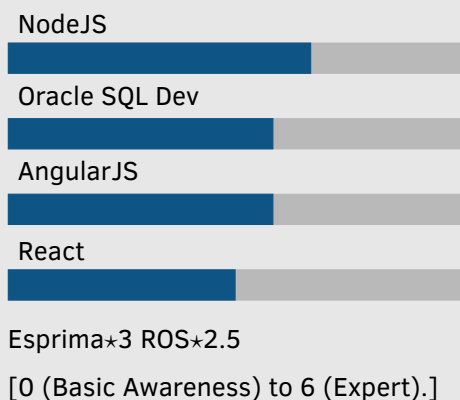 NodeJS
Oracle SQL Dev
AngularJS
React
Esprima⋆3 ROS⋆2.5
[0 (Basic Awareness) to 6 (Expert).]